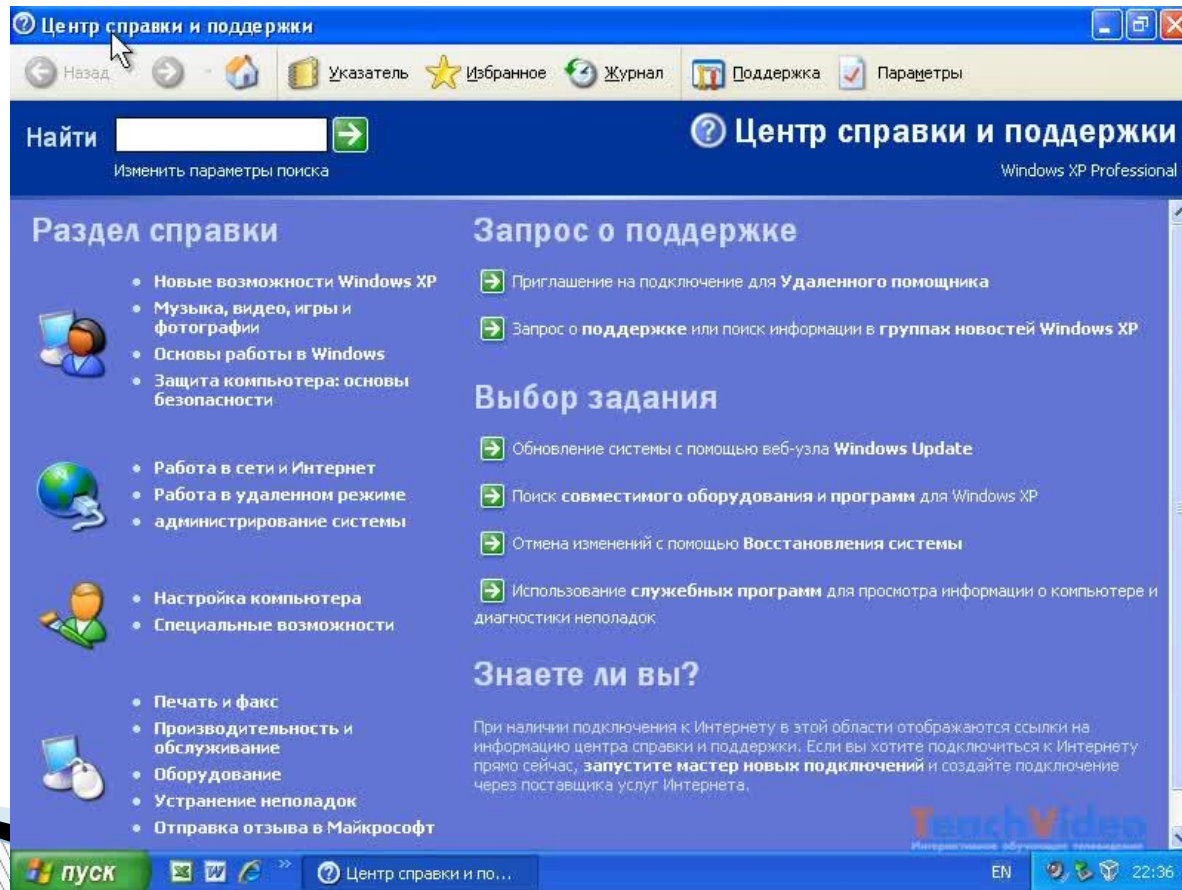 Центр справки и поддержки
Назад
Указатель
Избранное
Журнал
Поддержка
Параметры
Найти
Изменить параметры поиска
Центр справки и поддержки
Windows XP Professional
Раздел справки
Новые возможности Windows XP
Музыка, видео, игры и
фотографии
Основы работы в Windows
Защита компьютера: основы
безопасности
Работа в сети и Интернет
Работа в удаленном режиме
администрирование системы
Настройка компьютера
Специальные возможности
Печать и факс
Производительность и
обслуживание
Оборудование
Устранение неполадок
Отправка отзыва в Майкрософт
Запрос о поддержке
Приглашение на подключение для Удаленного помощника
Запрос о поддержке или поиск информации в группах новостей Windows XP
Выбор задания
Обновление системы с помощью веб-узла Windows Update
Поиск совместимого оборудования и программ для Windows XP
Отмена изменений с помощью Восстановления системы
Использование служебных программ для просмотра информации о компьютере и
диагностики неполадок
Знаете ли вы?
При наличии подключения к Интернету в этой области отображаются ссылки на
информацию центра справки и поддержки. Если вы хотите подключиться к Интернету
прямо сейчас, запустите мастер новых подключений и создайте подключение
через поставщика услуг Интернета.
TeachVideo
Интерактивное обучающее телевидение
пуск
Центр справки и по...
EN
22:36